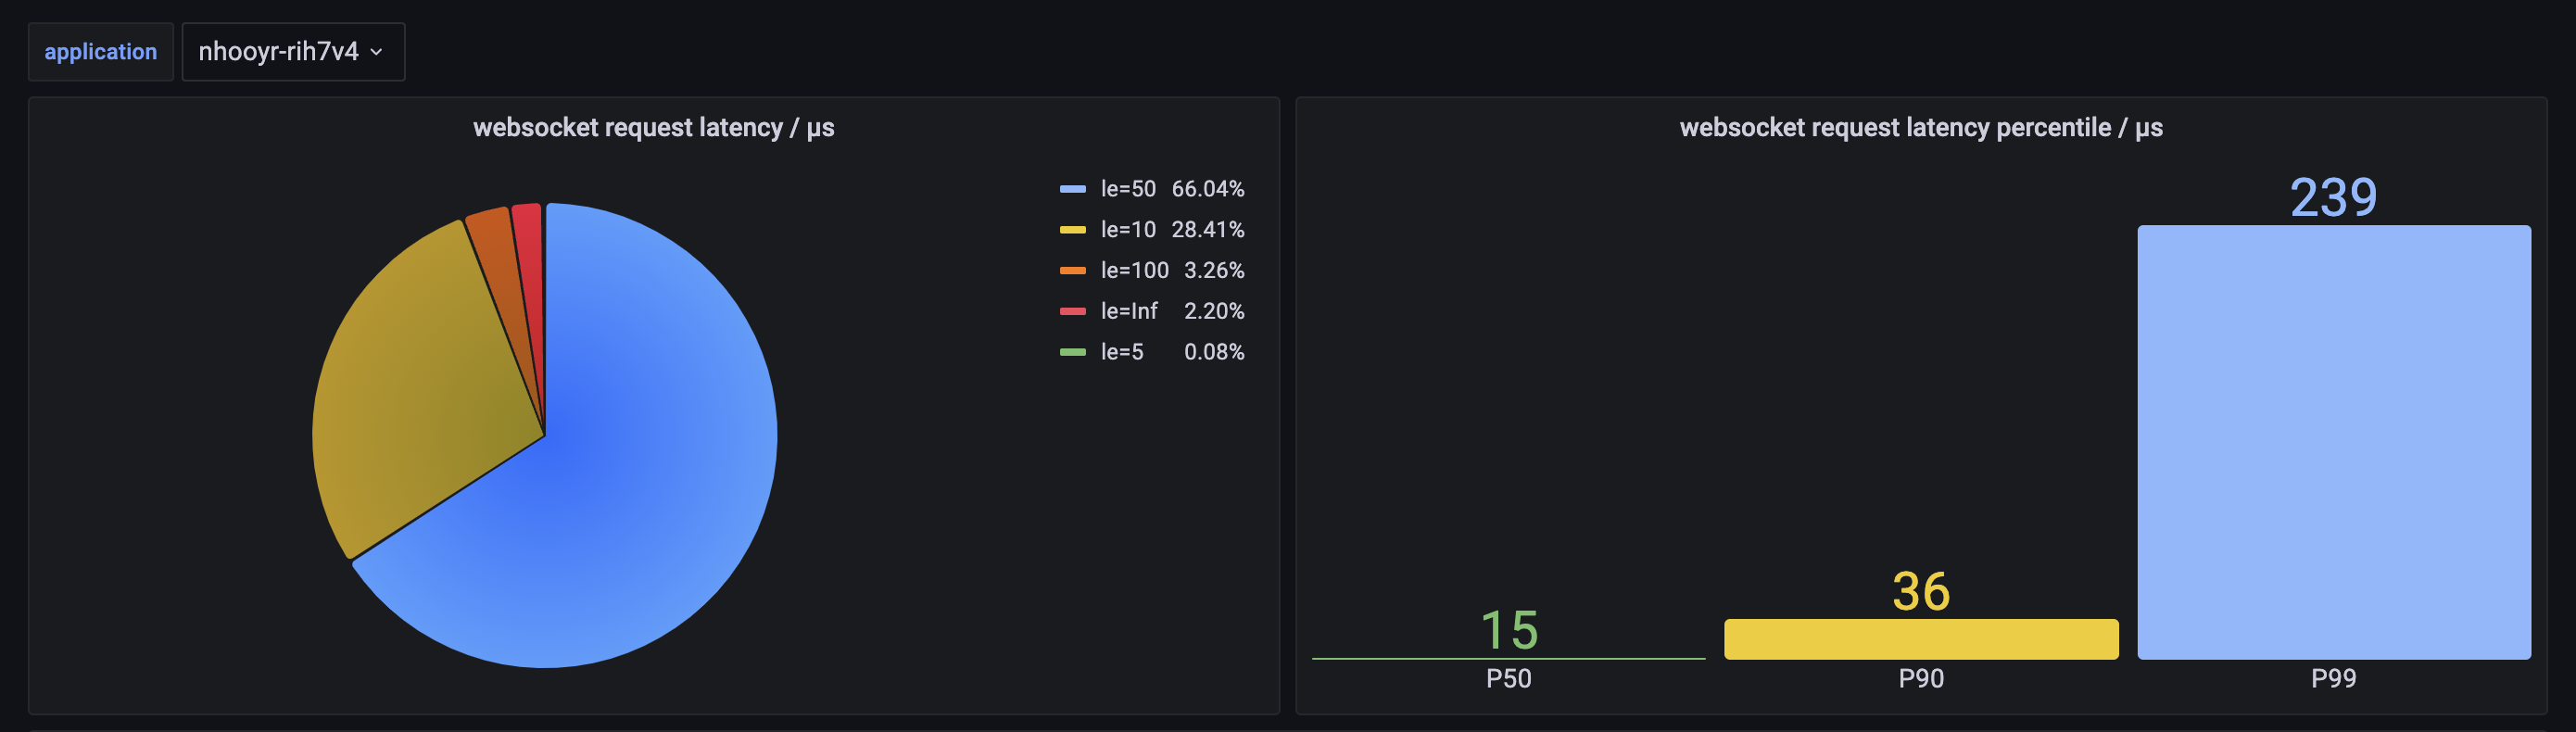 application nhooyr-rih7v4
websocket request latency / µs
le=50 66.04%
le=10 28.41%
le=100 3.26%
le=Inf 2.20%
le=5 0.08%
websocket request latency percentile / µs
239
36
15
P50 P90 P99